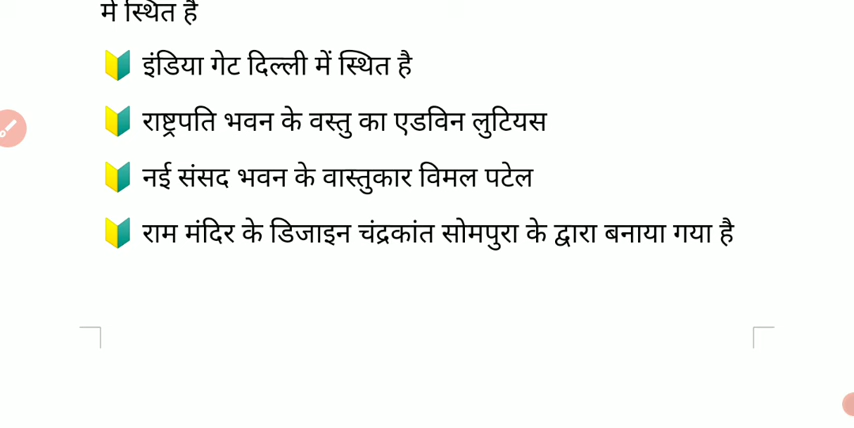 में स्थित है
🔰 इंडिया गेट दिल्ली में स्थित है
🔰 राष्ट्रपति भवन के वस्तु का एडविन लुटियस
🔰 नई संसद भवन के वास्तुकार विमल पटेल
🔰 राम मंदिर के डिजाइन चंद्रकांत सोमपुरा के द्वारा बनाया गया है